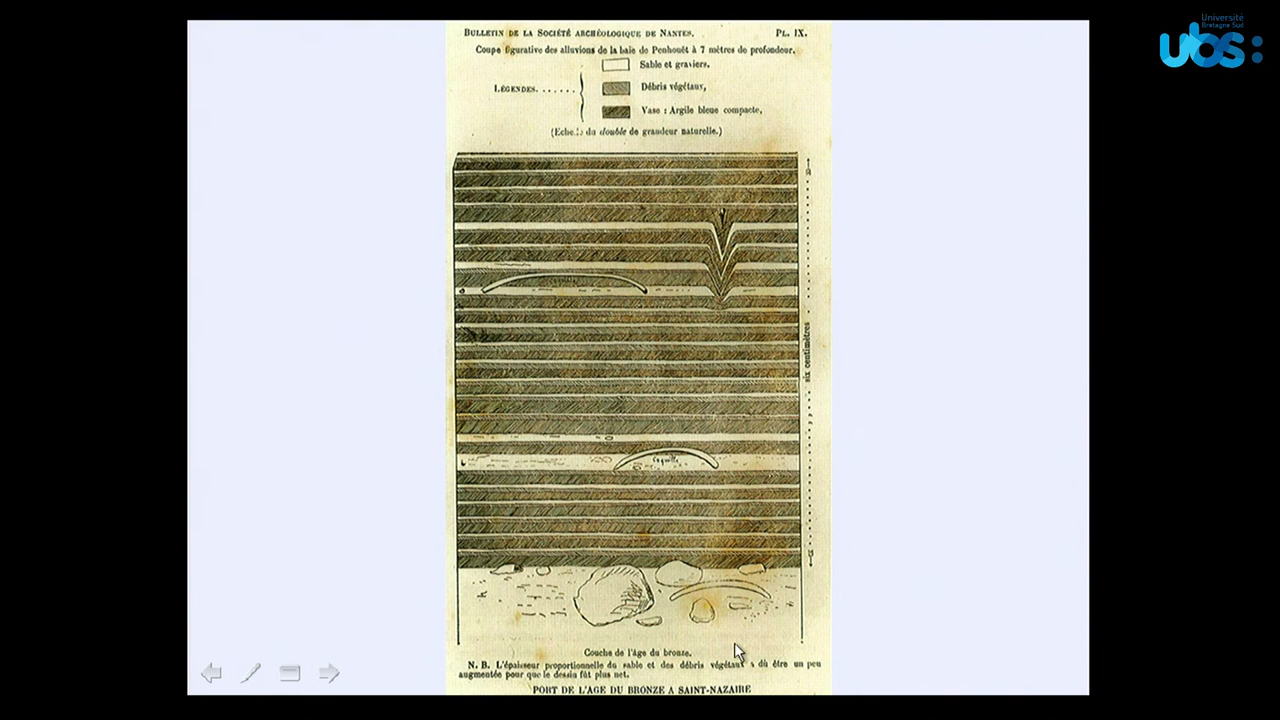 Université
Bretagne Sud
ubs:
BULLETIN DE LA SOCIÉTÉ ARCHÉOLOGIQUE DE NANTES. PL. IX.
Coupe figurative des alluvions de la baie de Penhouët à 7 mètres de profondeur.
Sable et graviers.
LÉGENDES......
Débris végétaux,
Vase : Argile bleue compacte,
(Echelle du double de grandeur naturelle.)
six centimètres
Coquille
Couche de l'âge du bronze.
N. B. L'épaisseur proportionnelle du sable et des débris végétaux dû être un peu
augmentée pour que le dessin fût plus net.
PORT DE L'AGE DU BRONZE A SAINT-NAZAIRE